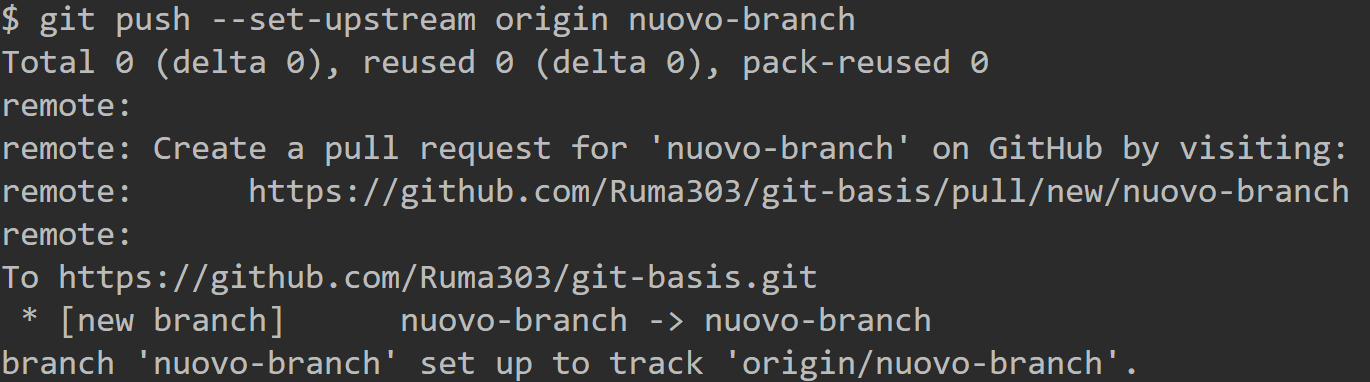 $ git push --set-upstream origin nuovo-branch
Total 0 (delta 0), reused 0 (delta 0), pack-reused 0
remote:
remote: Create a pull request for 'nuovo-branch' on GitHub by visiting:
remote:      https://github.com/Ruma303/git-basis/pull/new/nuovo-branch
remote:
To https://github.com/Ruma303/git-basis.git
 * [new branch]      nuovo-branch -> nuovo-branch
branch 'nuovo-branch' set up to track 'origin/nuovo-branch'.